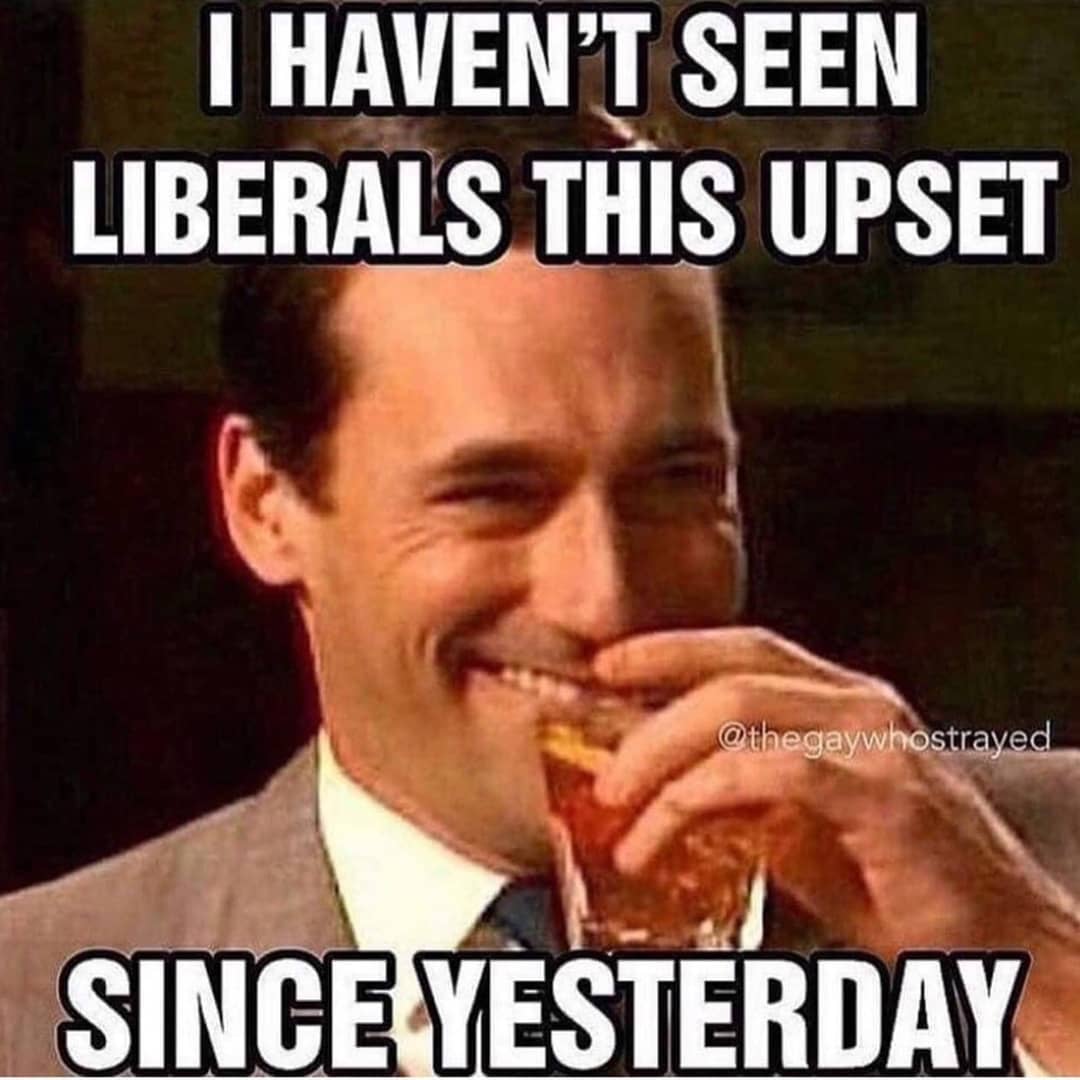 I HAVEN'T SEEN
LIBERALS THIS UPSET
@thegaywhostrayed
SINCE YESTERDAY